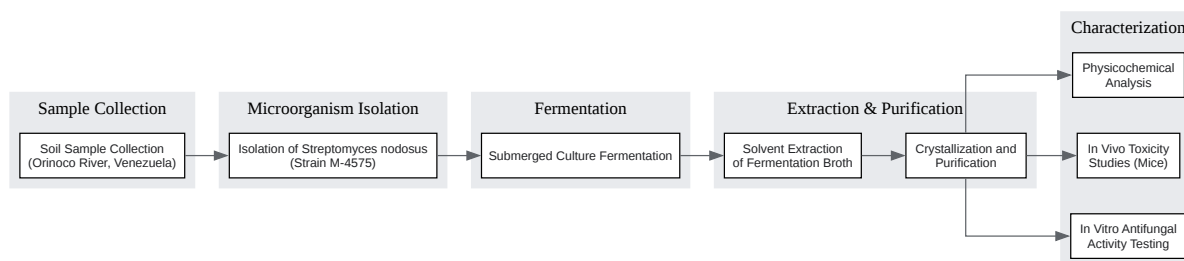 Sample Collection
Soil Sample Collection
(Orinoco River, Venezuela)
Microorganism Isolation
Isolation of Streptomyces nodosus
(Strain M-4575)
Fermentation
Submerged Culture Fermentation
Extraction & Purification
Solvent Extraction
of Fermentation Broth
Crystallization and
Purification
Characterization
Physicochemical
Analysis
In Vivo Toxicity
Studies (Mice)
In Vitro Antifungal
Activity Testing